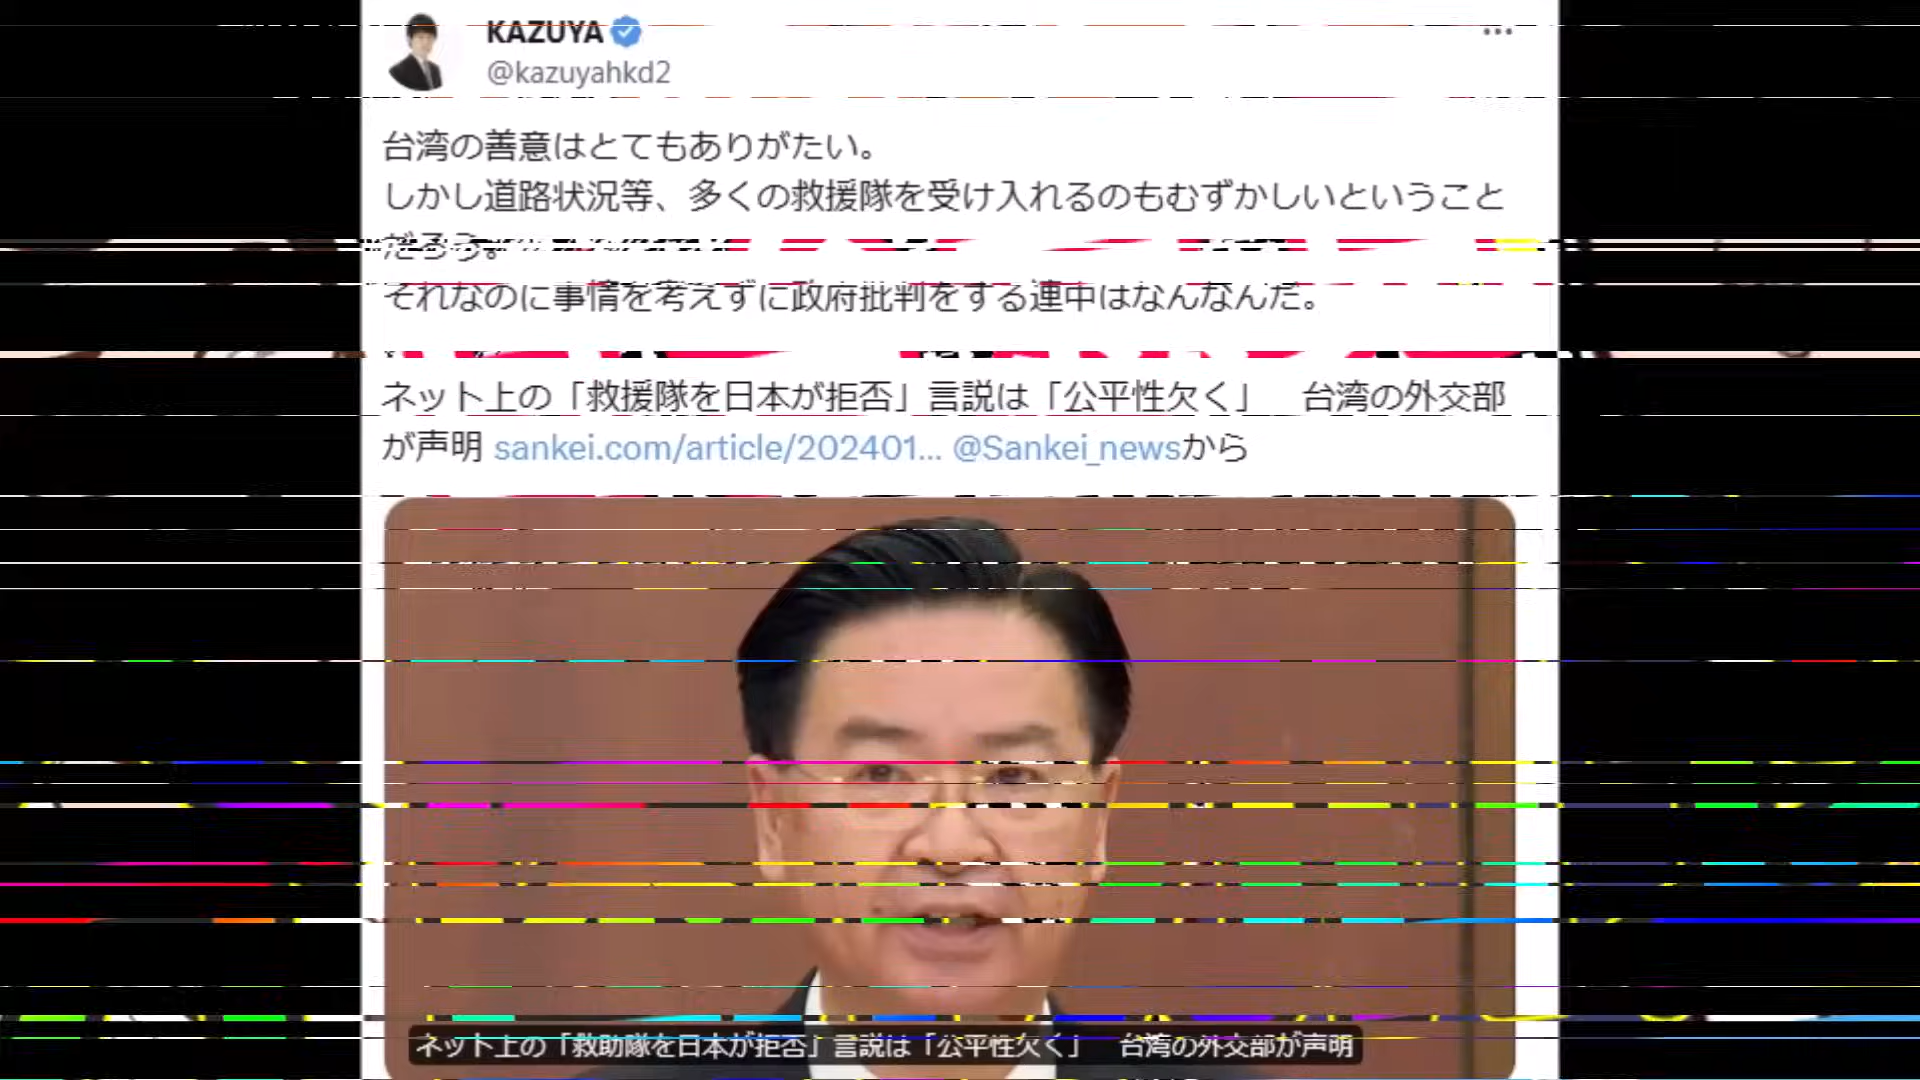 KAZUYA
@kazuyahkd2
台湾の善意はとてもありがたい。
しかし道路状況等、多くの救援隊を受け入れるのもむずかしいということ
だろう。
それなのに事情を考えずに政府批判をする連中はなんなんだ。
ネット上の「救援隊を日本が拒否」言説は「公平性欠く」　台湾の外交部
が声明 sankei.com/article/202401… @Sankei_newsから
ネット上の「救助隊を日本が拒否」言説は「公平性欠く」　台湾の外交部が声明